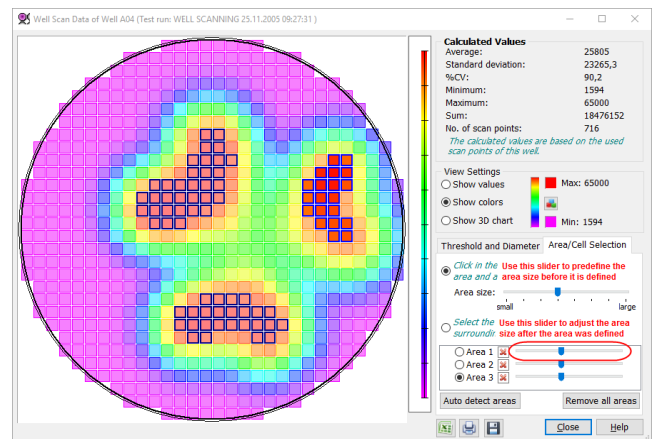 Well Scan Data of Well A04 (Test run: WELL SCANNING 25.11.2005 09:27:31 )
Calculated Values
Average: 25805
Standard deviation: 23265,3
%CV: 90,2
Minimum: 1594
Maximum: 65000
Sum: 18476152
No. of scan points: 716
The calculated values are based on the used
scan points of this well.
View Settings
Show values
Show colors
Show 3D chart
Max: 65000
Min: 1594
Threshold and Diameter
Area/Cell Selection
Click in the
area and a
Use this slider to predefine the
area size before it is defined
Area size:
small large
Select the
surroundir
Use this slider to adjust the area
size after the area was defined
Area 1
Area 2
Area 3
Auto detect areas
Remove all areas
Close
Help